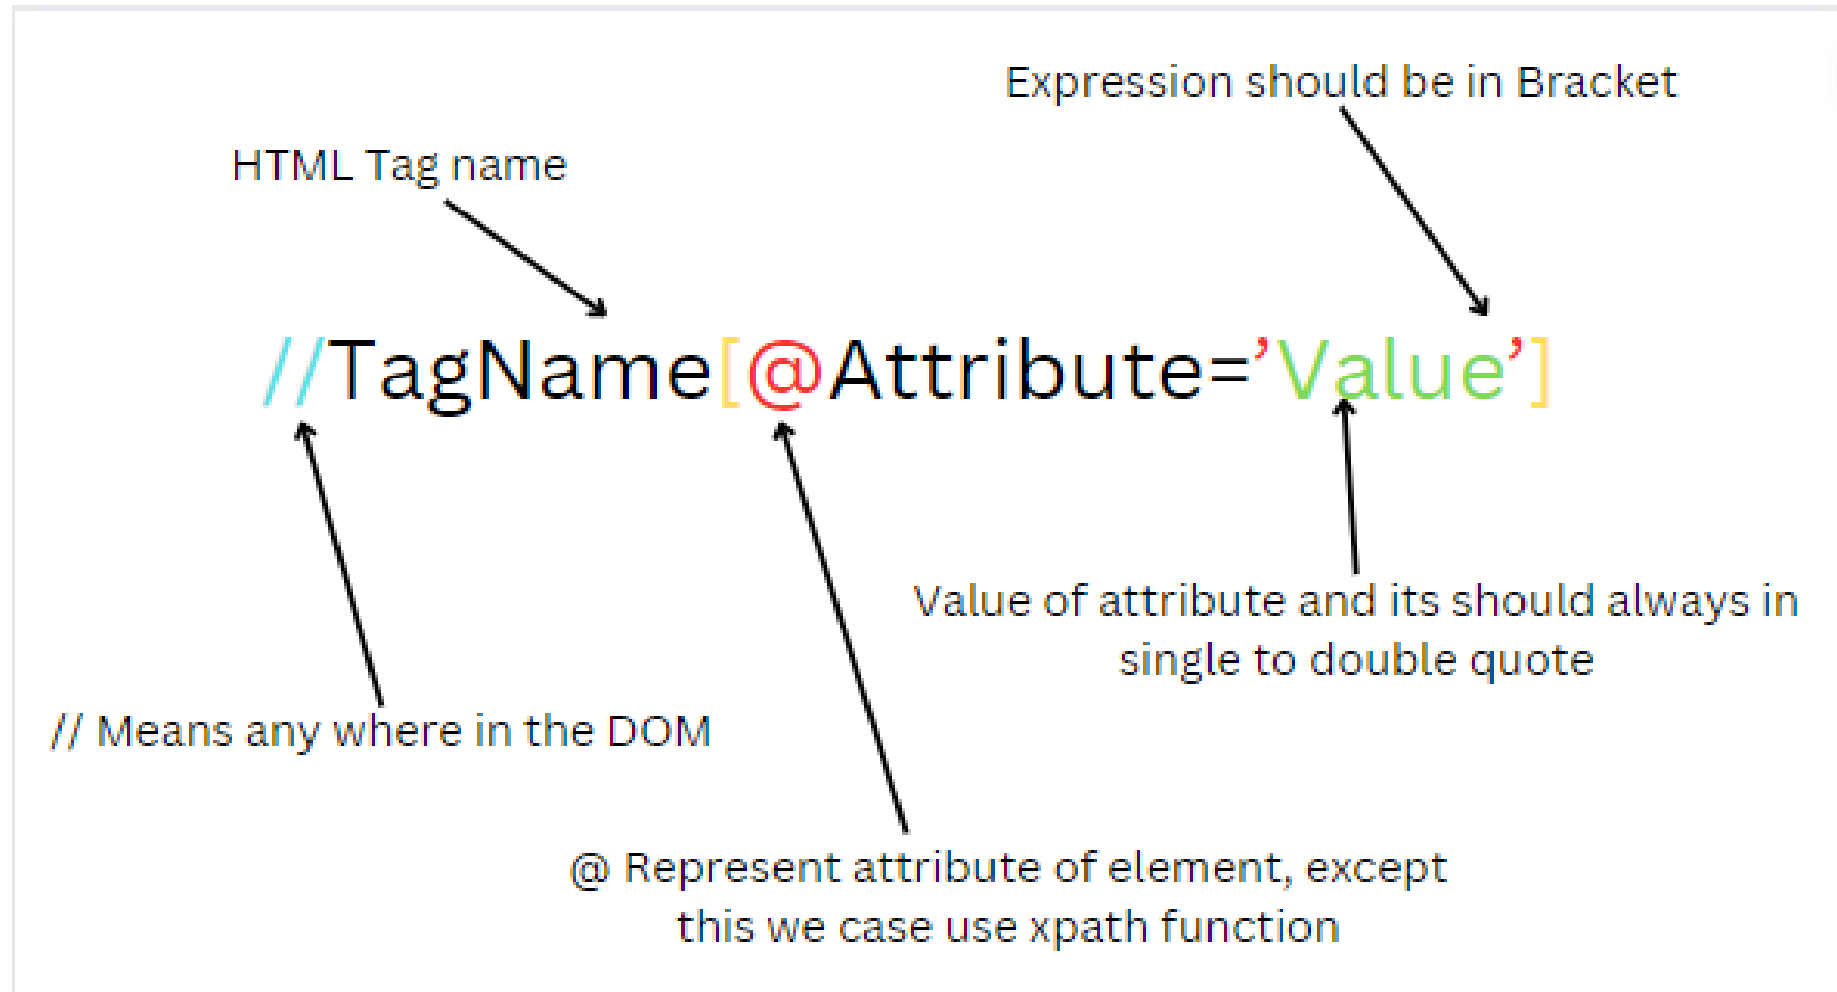 Expression should be in Bracket
HTML Tag name
//TagName[@Attribute=’Value’]
Value of attribute and its should always in
single to double quote
// Means any where in the DOM
@ Represent attribute of element, except
this we case use xpath function